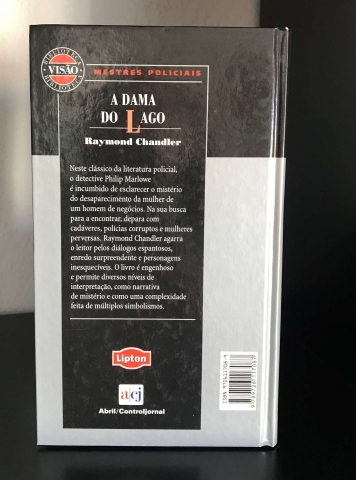 BIBLIOTECA
VISÃO
BIBLIOTECA
MESTRES POLICIAIS
A DAMA
DO LAGO
Raymond Chandler
Neste clássico da literatura policial,
o detective Philip Marlowe
é incumbido de esclarecer o mistério
do desaparecimento da mulher de
um homem de negócios. Na sua busca
para a encontrar, depara com
cadáveres, polícias corruptos e mulheres
perversas. Raymond Chandler agarra
o leitor pelos diálogos espantosos,
enredo surpreendente e personagens
inesquecíveis. O livro é engenhoso
e permite diversos níveis de
interpretação, como narrativa
de mistério e como uma complexidade
feita de múltiplos simbolismos.
Lipton
a|cj
Abril/Controljornal